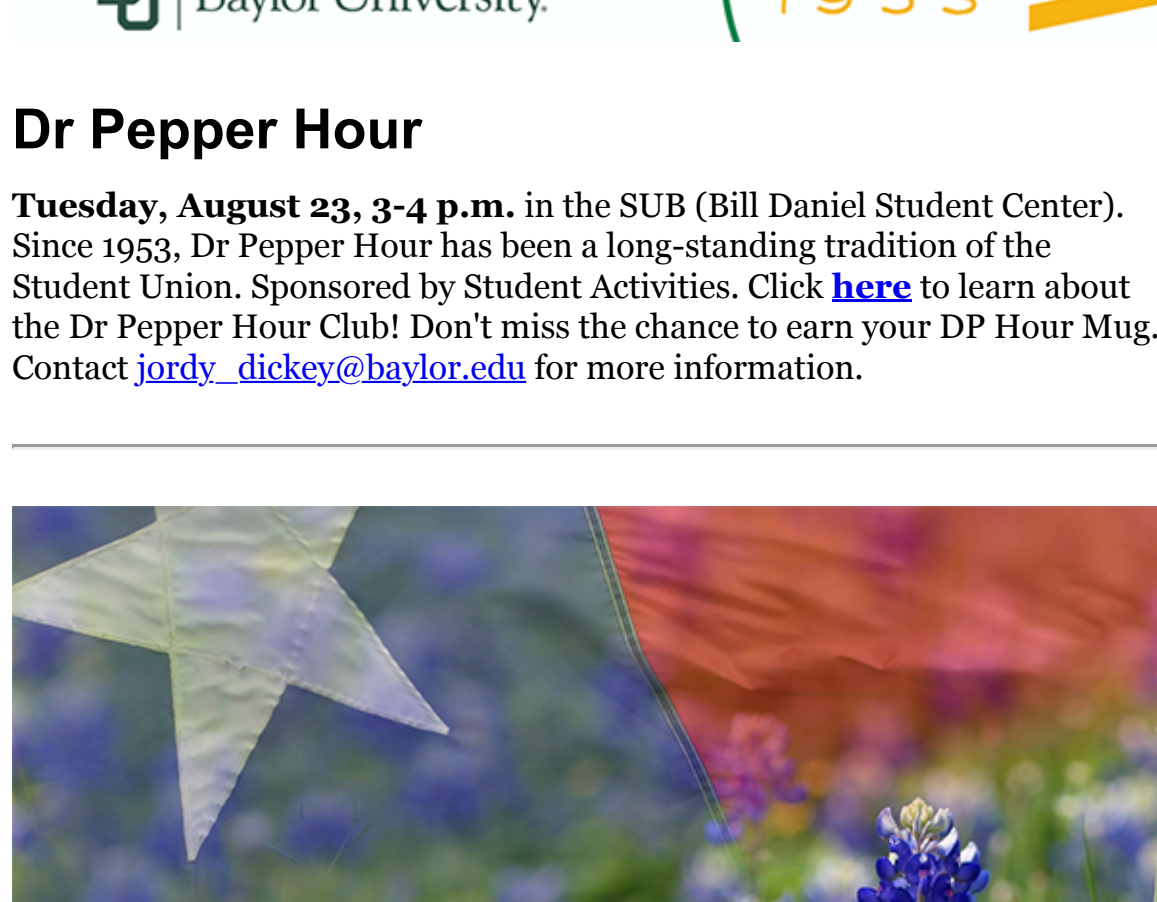 Baylor University.
1953
Dr Pepper Hour
Tuesday, August 23, 3-4 p.m. in the SUB (Bill Daniel Student Center).
Since 1953, Dr Pepper Hour has been a long-standing tradition of the
Student Union. Sponsored by Student Activities. Click here to learn about
the Dr Pepper Hour Club! Don't miss the chance to earn your DP Hour Mug.
Contact jordy_dickey@baylor.edu for more information.